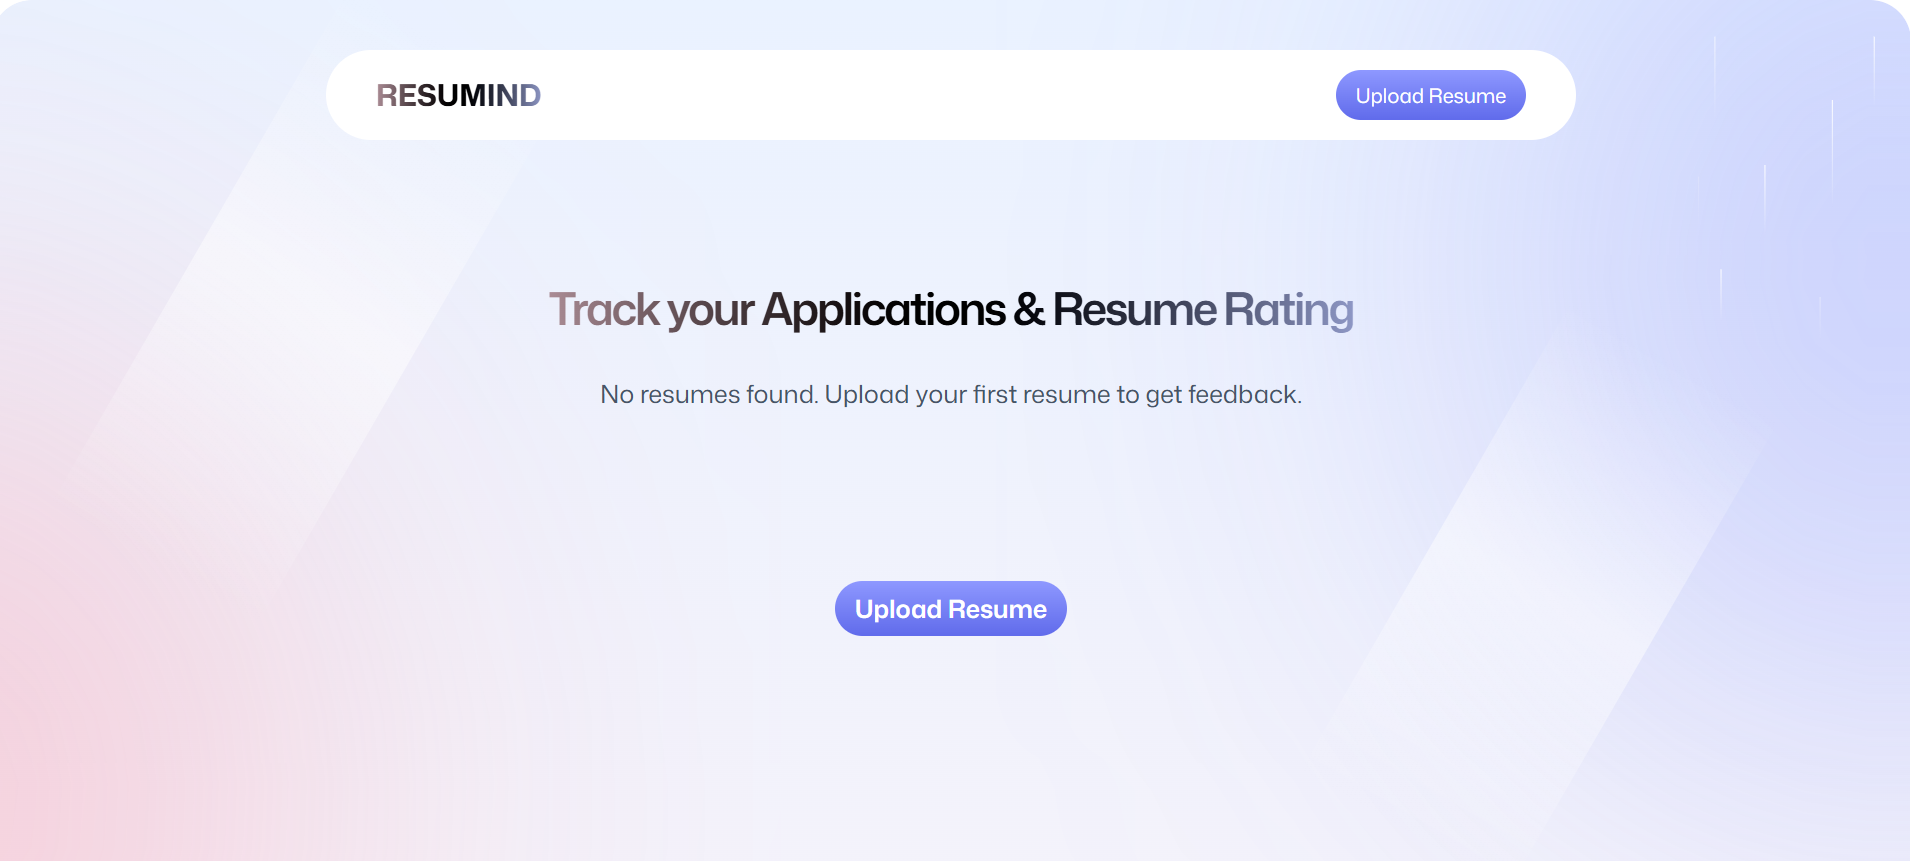 RESUMIND
Upload Resume
Track your Applications & Resume Rating
No resumes found. Upload your first resume to get feedback.
Upload Resume